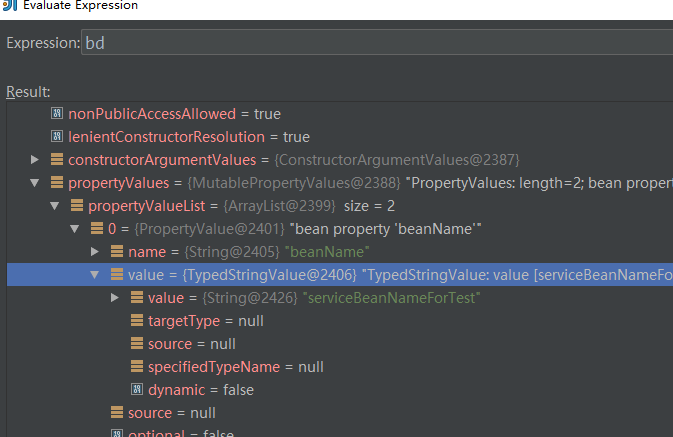 Evaluate Expression
Expression: bd
Result:
nonPublicAccessAllowed = true
lenientConstructorResolution = true
constructorArgumentValues = {ConstructorArgumentValues@2387}
propertyValues = {MutablePropertyValues@2388} "PropertyValues: length=2; bean propert
propertyValueList = {ArrayList@2399} size = 2
0 = {PropertyValue@2401} "bean property 'beanName'"
name = {String@2405} "beanName"
value = {TypedStringValue@2406} "TypedStringValue: value [serviceBeanNameFo
value = {String@2426} "serviceBeanNameForTest"
targetType = null
source = null
specifiedTypeName = null
dynamic = false
source = null
optional = false